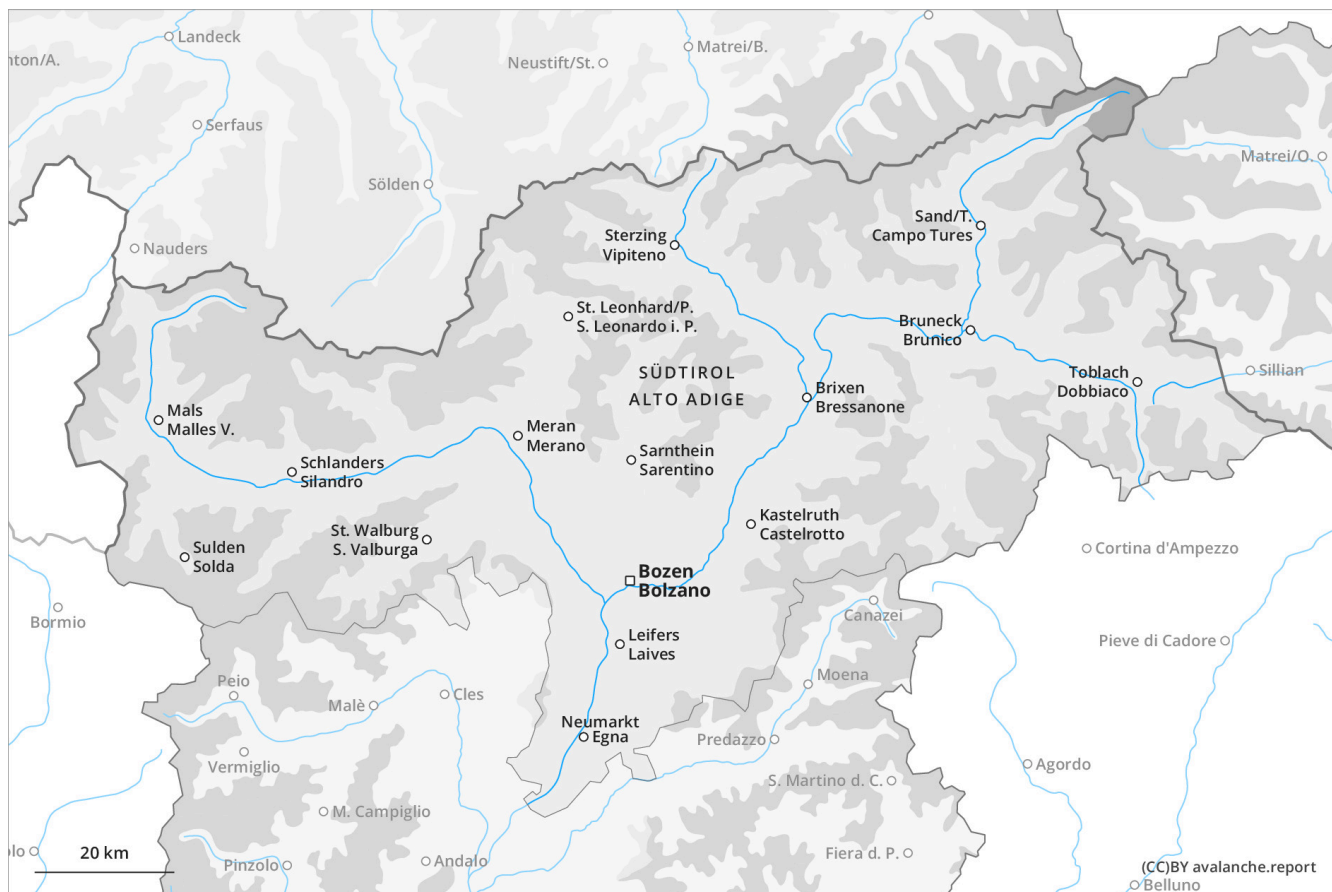 Landeck
nton/A.
Neustift/St.
Matrei/B.
Serfaus
Matrei/O.
Sölden
Sand/T.
Campo Tures
Nauders
Sterzing
Vipiteno
St. Leonhard/P.
S. Leonardo i. P.
Bruneck
Brunico
SÜDTIROL
ALTO ADIGE
Toblach
Dobbiaco
Sillian
Brixen
Bressanone
Mals
Malles V.
Meran
Merano
Schlanders
Silandro
Sarnthein
Sarentino
Kastelruth
Castelrotto
St. Walburg
S. Valburga
Sulden
Solda
Cortina d'Ampezzo
Bozen
Bolzano
Bormio
Canazei
Leifers
Laives
Pieve di Cadore
Peio
Moena
Malè
Cles
Neumarkt
Egna
Predazzo
Vermiglio
Agordo
S. Martino d. C.
M. Campiglio
olo
20 km
Pinzolo
Andalo
Fiera d. P.
(CC)BY avalanche.report
Belluno